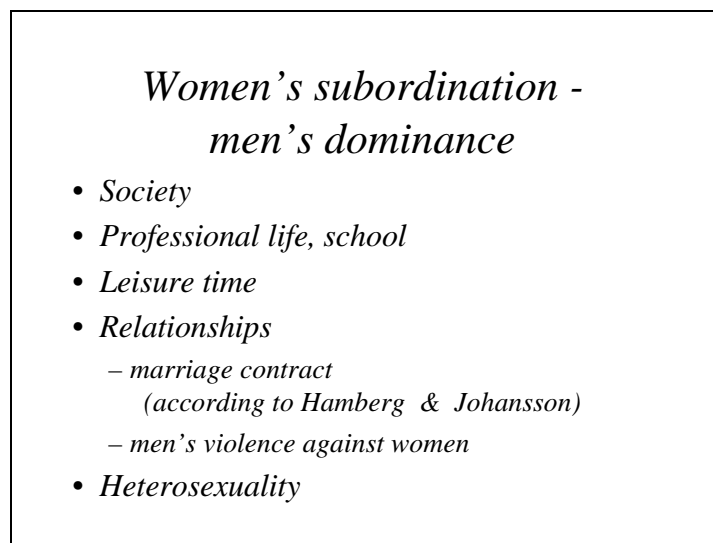 Women's subordination -
men's dominance
• Society
• Professional life, school
• Leisure time
• Relationships
– marriage contract
(according to Hamberg & Johansson)
– men's violence against women
• Heterosexuality